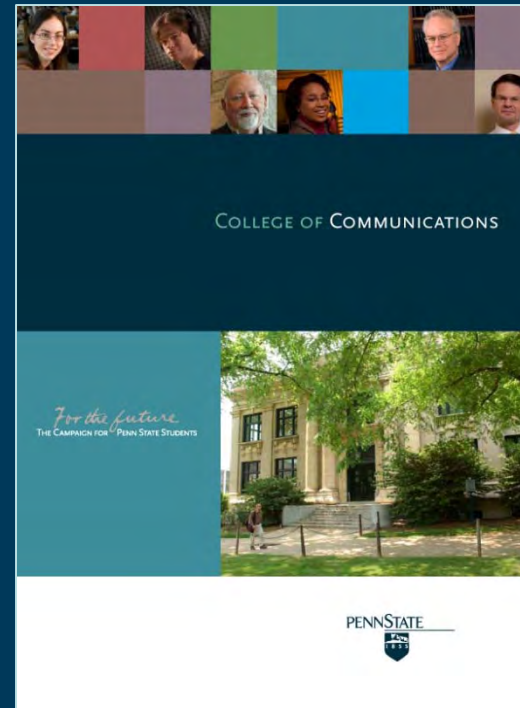 COLLEGE OF COMMUNICATIONS
For the future
THE CAMPAIGN FOR PENN STATE STUDENTS
PENNSTATE
1855